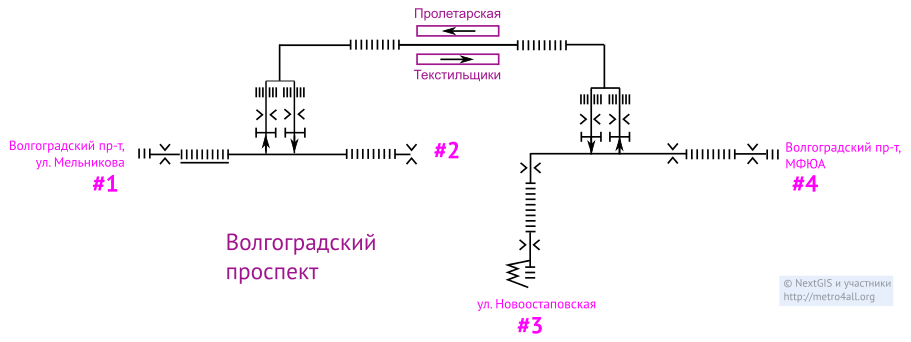 Пролетарская
Текстильщики
Волгоградский пр-т,
ул. Мельникова
#1
#2
Волгоградский пр-т,
МФЮА
#4
Волгоградский
проспект
ул. Новоостаповская
#3
© NextGIS и участники
http://metro4all.org